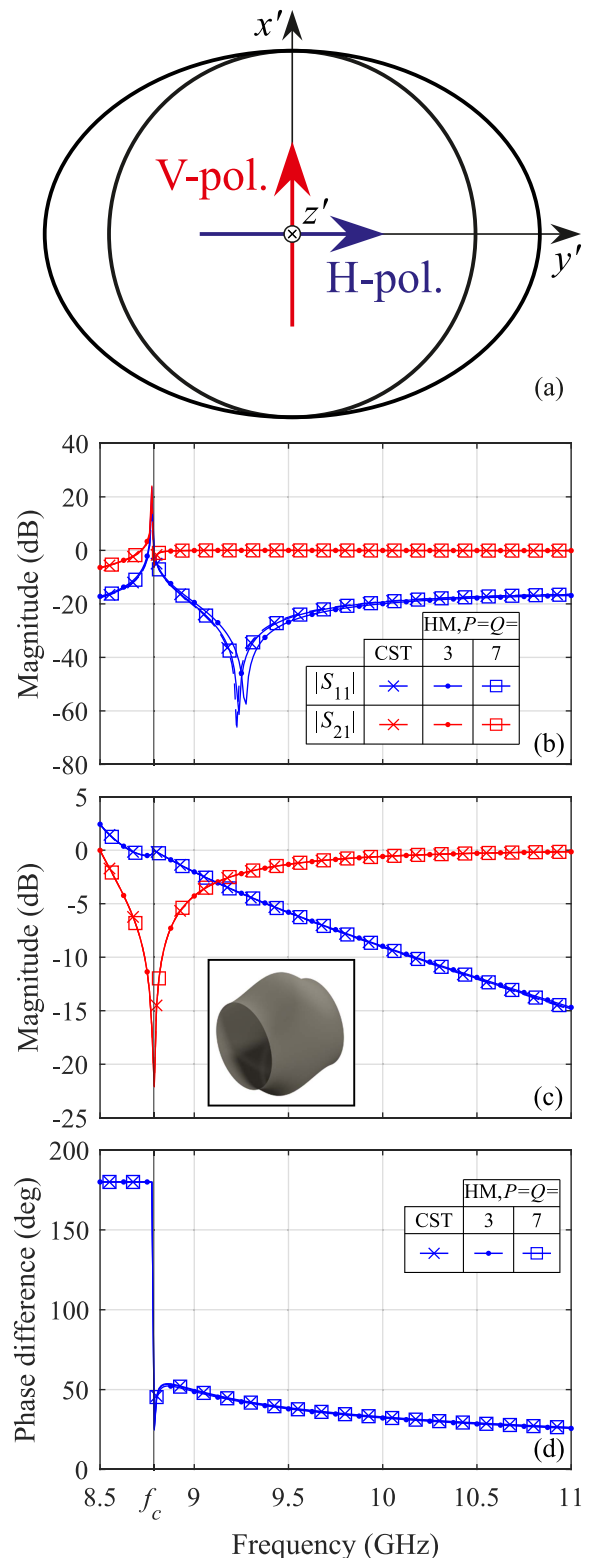 x′
V-pol.
z′
H-pol.
y′
(a)
40
20
0
-20
-40
-60
-80
Magnitude (dB)
HM, P=Q=
CST 3 7
|S11|
|S21|
(b)
5
0
-5
-10
-15
-20
-25
Magnitude (dB)
(c)
200
150
100
50
0
Phase difference (deg)
HM, P=Q=
CST 3 7
(d)
8.5 fc 9 9.5 10 10.5 11
Frequency (GHz)